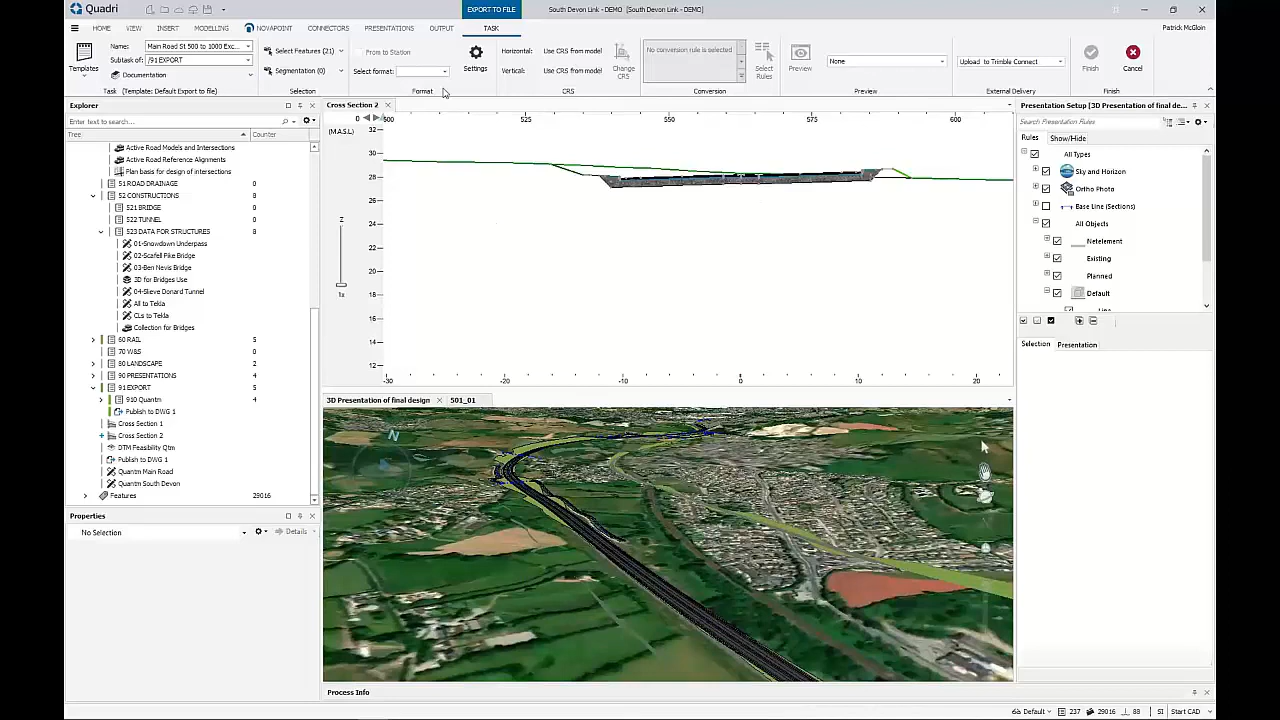 Quadri
EXPORT TO FILE
South Devon Link - DEMO [South Devon Link - DEMO]
HOME VIEW INSERT MODELLING NOVAPOINT CONNECTORS PRESENTATIONS OUTPUT TASK
Patrick McGloin
Templates
Name: Main Road St 500 to 1000 Exc...
Subtask of: /91 EXPORT
Documentation
Task (Template: Default Export to file)
Select Features (21)
Segmentation (0)
Selection
From to Station
Select format:
Settings
Format
Horizontal: Use CRS from model
Vertical: Use CRS from model
Change CRS
CRS
No conversion rule is selected
Select Rules
Conversion
Preview
None
Preview
Upload to Trimble Connect
External Delivery
Finish
Cancel
Finish
Explorer
Enter text to search...
Tree Counter
Active Road Models and Intersections
Active Road Reference Alignments
Plan basis for design of intersections
51 ROAD DRAINAGE 0
52 CONSTRUCTIONS 8
521 BRIDGE 0
522 TUNNEL 0
523 DATA FOR STRUCTURES 8
01-Snowdown Underpass
02-Scafell Pike Bridge
03-Ben Nevis Bridge
3D for Bridges Use
04-Slieve Donard Tunnel
All to Tekla
CLs to Tekla
Collection for Bridges
60 RAIL 5
70 W&S 0
80 LANDSCAPE 2
90 PRESENTATIONS 4
91 EXPORT 5
910 Quantm 4
Publish to DWG 1
Cross Section 1
Cross Section 2
DTM Feasibility Qtm
Publish to DWG 1
Quantm Main Road
Quantm South Devon
Features 29016
Properties
No Selection
Details
Cross Section 2
0 525 550 575 600
(M.A.S.L)
32
30
28
26
24
22
20
18
16
14
12
Z
1x
-30 -20 -10 0 10 20
3D Presentation of final design 501_01
N
Process Info
Presentation Setup [3D Presentation of final de...
Search Presentation Rules
Rules Show/Hide
All Types
Sky and Horizon
Ortho Photo
Base Line (Sections)
All Objects
Netelement
Existing
Planned
Default
Selection Presentation
Default 237 29016 88 SI Start CAD